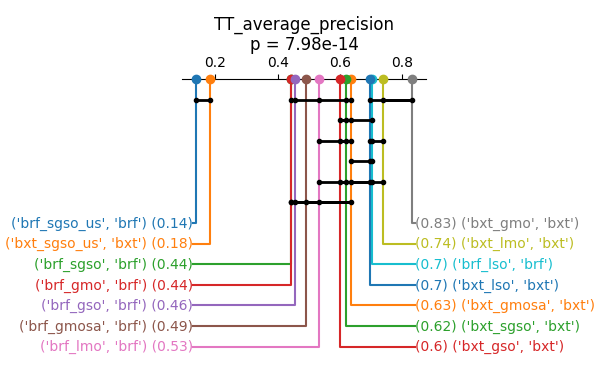 TT_average_precision
p = 7.98e-14
0.2 0.4 0.6 0.8
('brf_sgso_us', 'brf') (0.14) (0.83) ('bxt_gmo', 'bxt')
('bxt_sgso_us', 'bxt') (0.18) (0.74) ('bxt_lmo', 'bxt')
('brf_sgso', 'brf') (0.44) (0.7) ('brf_lso', 'brf')
('brf_gmo', 'brf') (0.44) (0.7) ('bxt_lso', 'bxt')
('brf_gso', 'brf') (0.46) (0.63) ('bxt_gmosa', 'bxt')
('brf_gmosa', 'brf') (0.49) (0.62) ('bxt_sgso', 'bxt')
('brf_lmo', 'brf') (0.53) (0.6) ('bxt_gso', 'bxt')